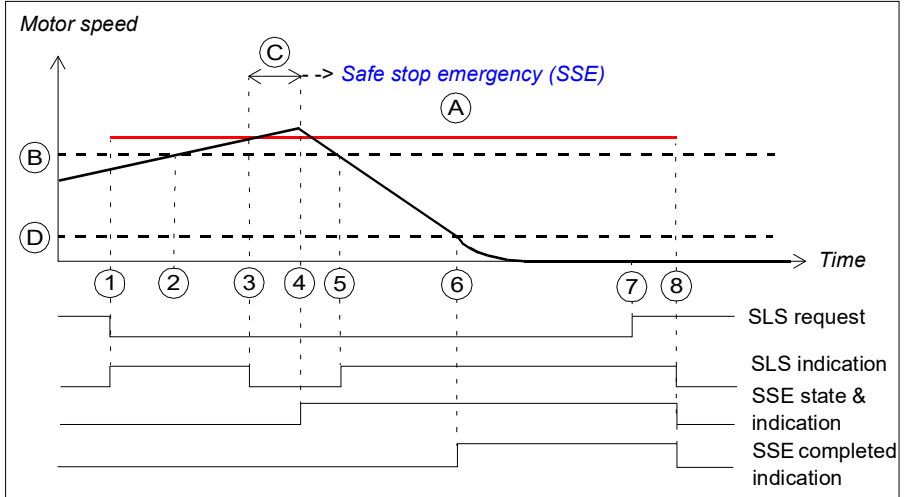 Motor speed
C
Safe stop emergency (SSE)
A
B
D
Time
1 2 3 4 5 6 7 8
SLS request
SLS indication
SSE state &
indication
SSE completed
indication